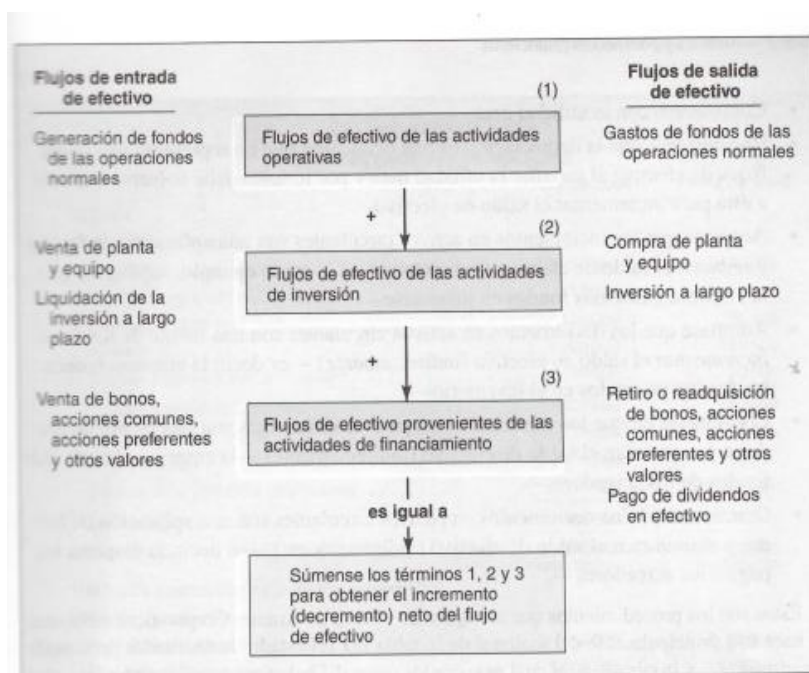 Flujos de entrada
de efectivo
Generación de fondos
de las operaciones
normales
Venta de planta
y equipo
Liquidación de la
inversión a largo
plazo
Venta de bonos,
acciones comunes,
acciones preferentes
y otros valores
(1)
Flujos de efectivo de las actividades
operativas
+
(2)
Flujos de efectivo de las actividades
de inversión
+
(3)
Flujos de efectivo provenientes de las
actividades de financiamiento
es igual a
Súmense los términos 1, 2 y 3
para obtener el incremento
(decremento) neto del flujo
de efectivo
Flujos de salida
de efectivo
Gastos de fondos de las
operaciones normales
Compra de planta
y equipo
Inversión a largo plazo
Retiro o readquisición
de bonos, acciones
comunes, acciones
preferentes y otros
valores
Pago de dividendos
en efectivo